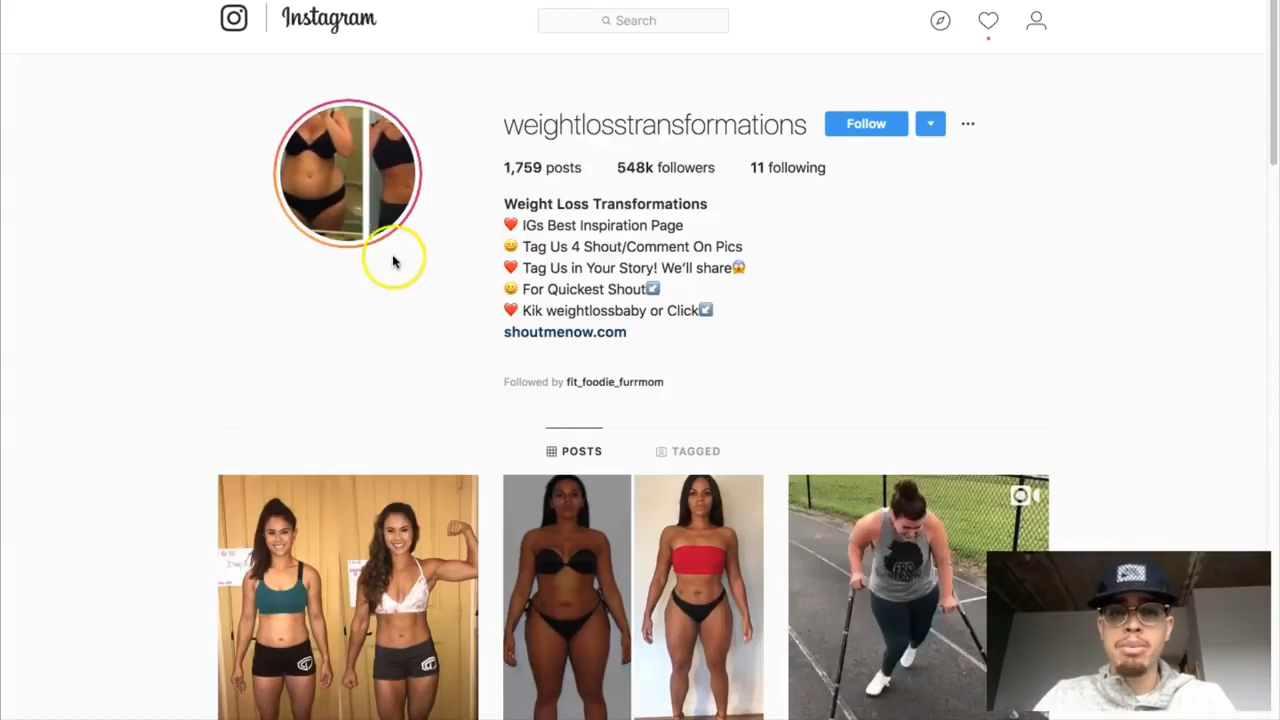 Instagram
Search
weightlosstransformations
Follow
1,759 posts 548k followers 11 following
Weight Loss Transformations
❤️ IGs Best Inspiration Page
😄 Tag Us 4 Shout/Comment On Pics
❤️ Tag Us in Your Story! We'll share😱
😄 For Quickest Shout↙️
❤️ Kik weightlossbaby or Click↙️
shoutmenow.com
Followed by fit_foodie_furrmom
POSTS TAGGED